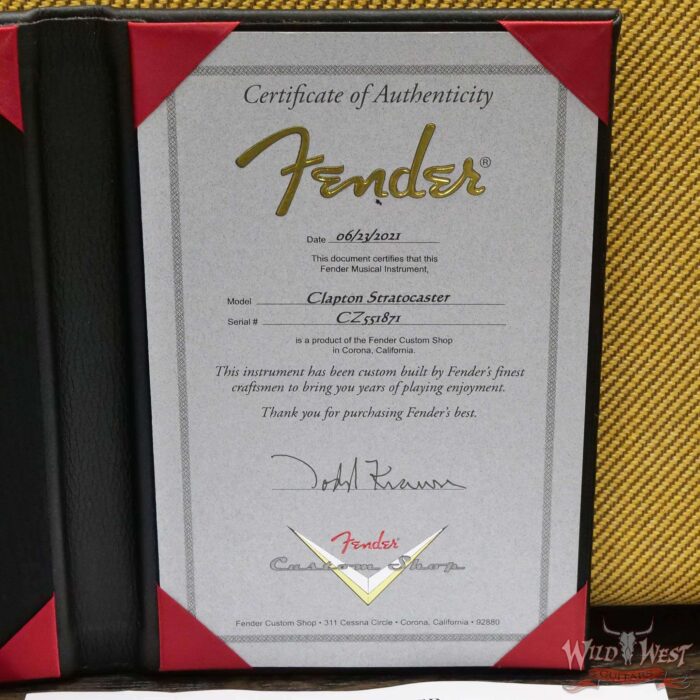 Certificate of Authenticity
Fender®
Date 06/23/2021
This document certifies that this
Fender Musical Instrument,
Model Clapton Stratocaster
Serial # CZ551871
is a product of the Fender Custom Shop
in Corona, California.
This instrument has been custom built by Fender's finest
craftsmen to bring you years of playing enjoyment.
Thank you for purchasing Fender's best.
Todd Krause
Fender
Custom Shop
Fender Custom Shop • 311 Cessna Circle • Corona, California • 92880
WILD WEST
GUITARS